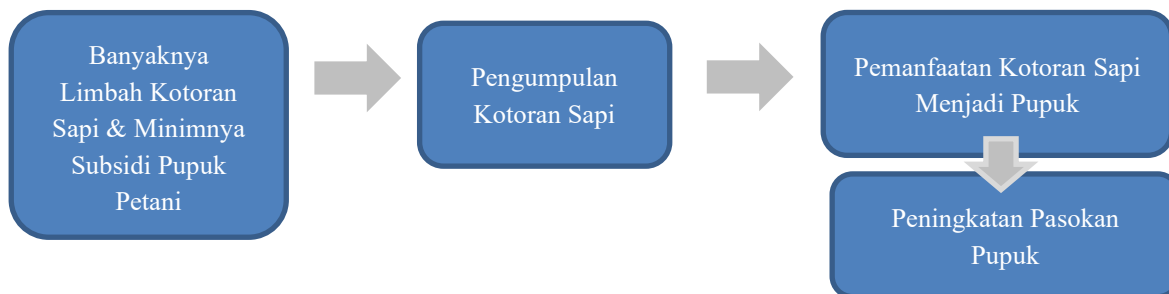 Banyaknya
Limbah Kotoran
Sapi & Minimnya
Subsidi Pupuk
Petani
Pengumpulan
Kotoran Sapi
Pemanfaatan Kotoran Sapi
Menjadi Pupuk
Peningkatan Pasokan
Pupuk